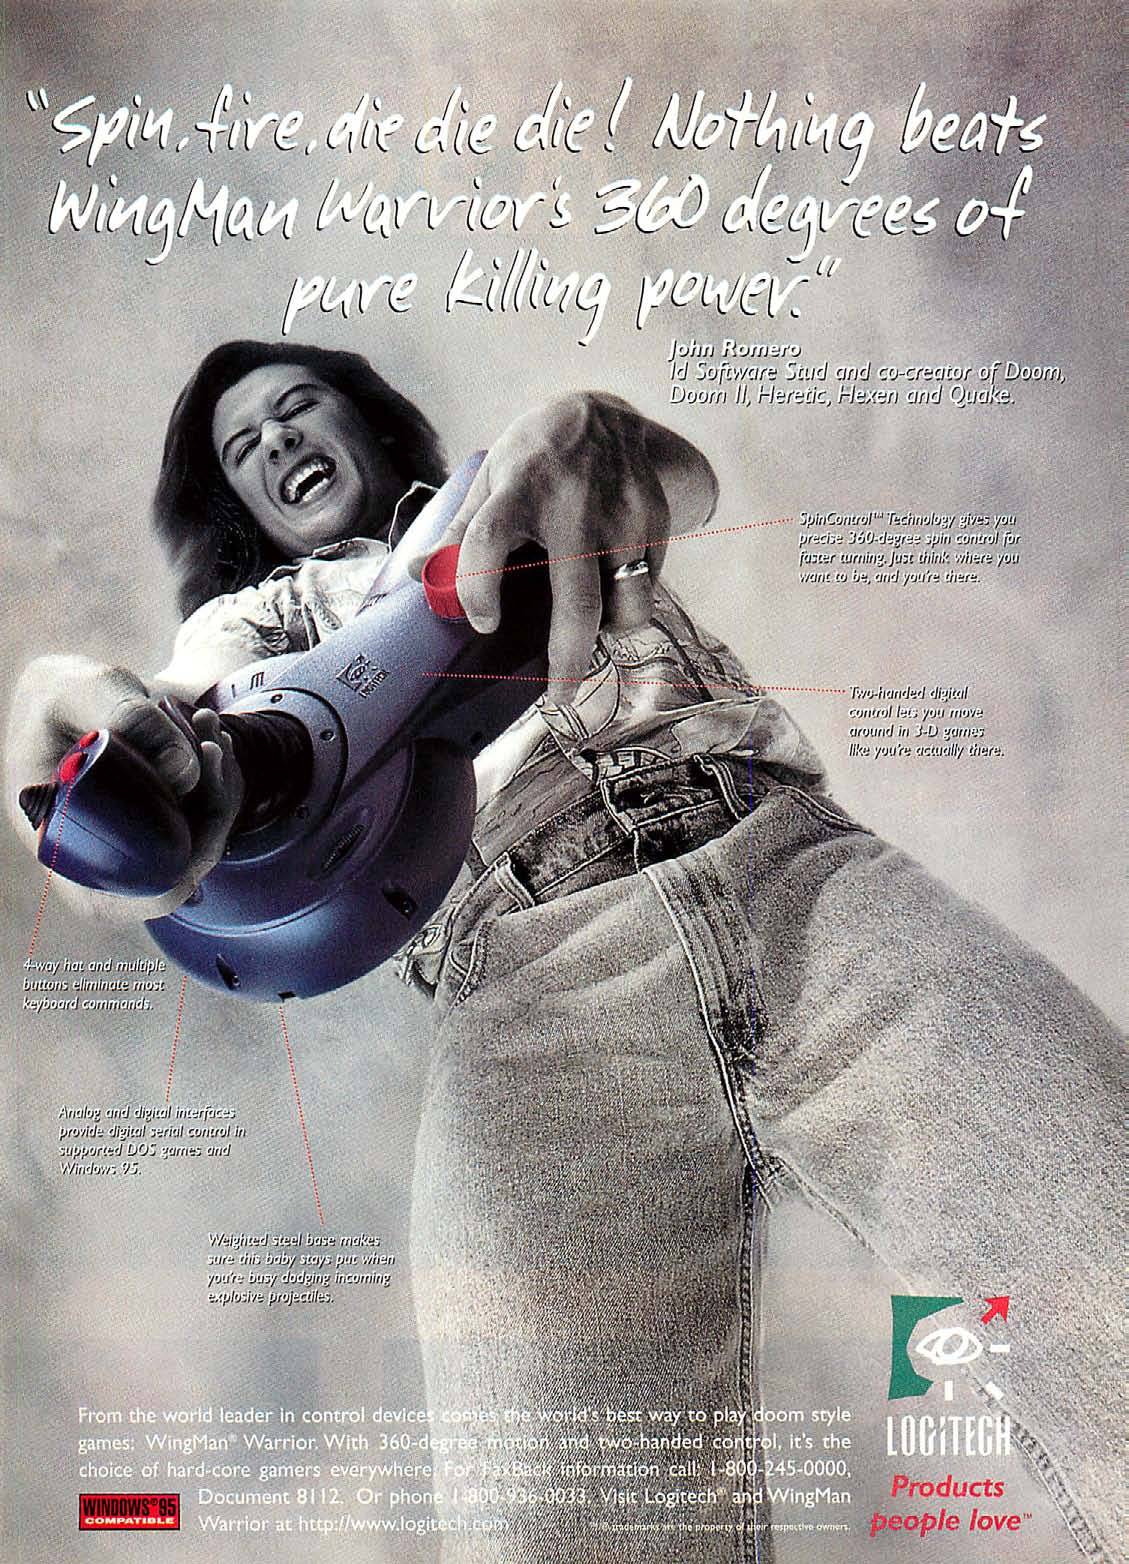 "Spin, fire, die die die! Nothing beats
WingMan Warrior's 360 degrees of
pure killing power."
John Romero
Id Software Stud and co-creator of Doom,
Doom II, Heretic, Hexen and Quake.
SpinControl™ Technology gives you
precise 360-degree spin control for
faster turning. Just think where you
want to be, and you're there.
Two-handed digital
control lets you move
around in 3-D games
like you're actually there.
LOGITECH
4-way hat and multiple
buttons eliminate most
keyboard commands.
Analog and digital interfaces
provide digital serial control in
supported DOS games and
Windows 95.
Weighted steel base makes
sure this baby stays put when
you're busy dodging incoming
explosive projectiles.
From the world leader in control devices comes the world's best way to play doom style
games: WingMan® Warrior. With 360-degree motion and two-handed control, it's the
choice of hard-core gamers everywhere. For FaxBack information call: 1-800-245-0000,
Document 8112. Or phone 1-800-936-0033. Visit Logitech® and WingMan
Warrior at http://www.logitech.com
™/® trademarks are the property of their respective owners.
WINDOWS®95
COMPATIBLE
LOGITECH
Products
people love™